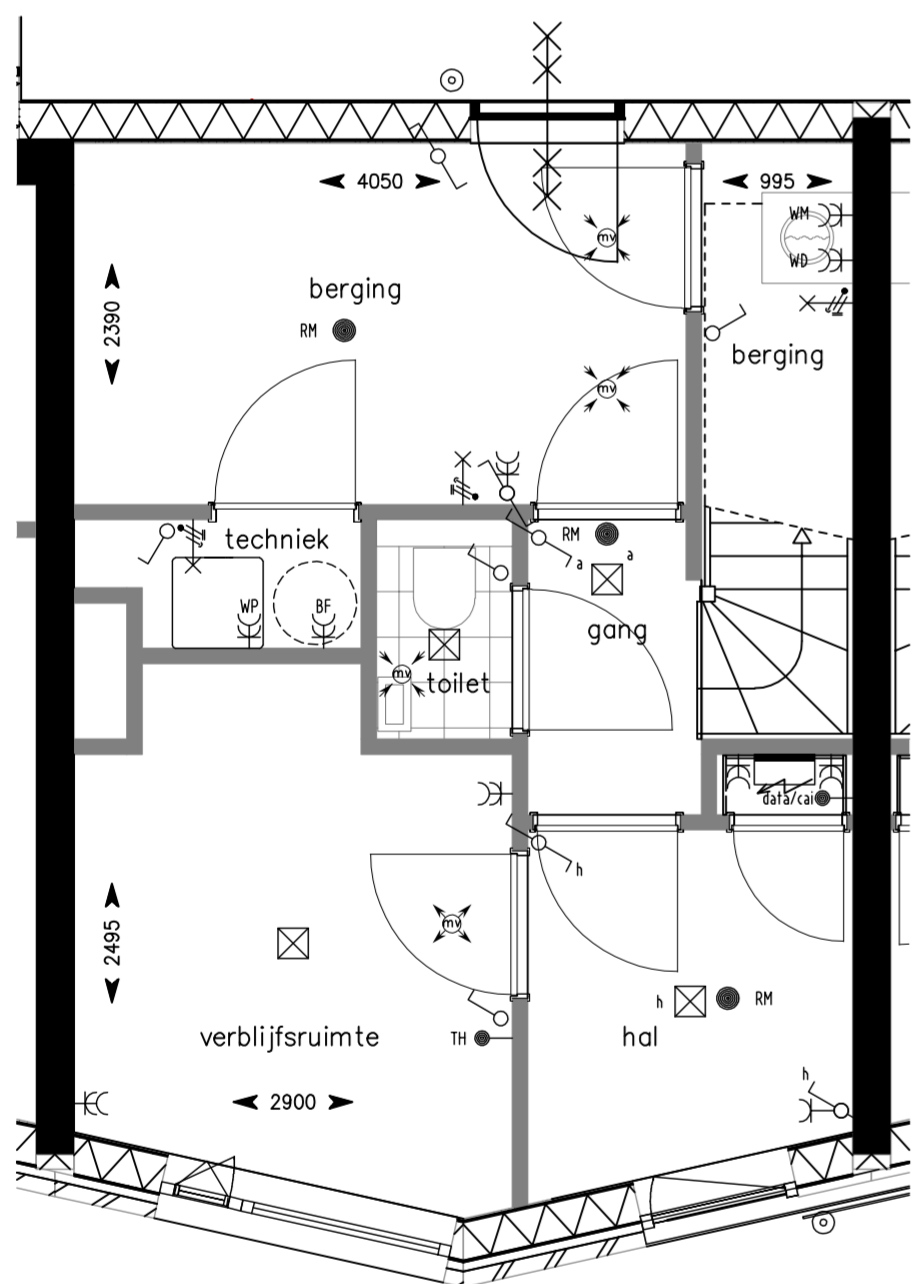 4050
995
WM
mv
WD
berging
2390
RM
berging
mv
techniek
RM
a
a
WP
BF
gang
mv
toilet
data/cai
h
mv
2495
h
RM
verblijfsruimte
TH
hal
h
2900